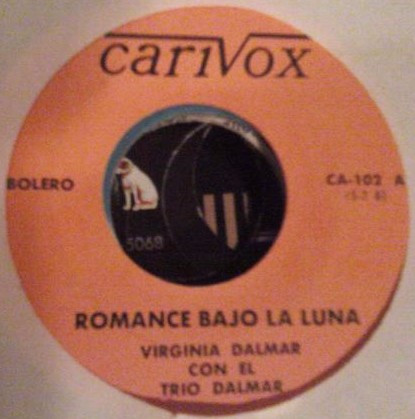 cariVox
BOLERO
CA-102 A
5068
ROMANCE BAJO LA LUNA
VIRGINIA DALMAR
CON EL
TRIO DALMAR